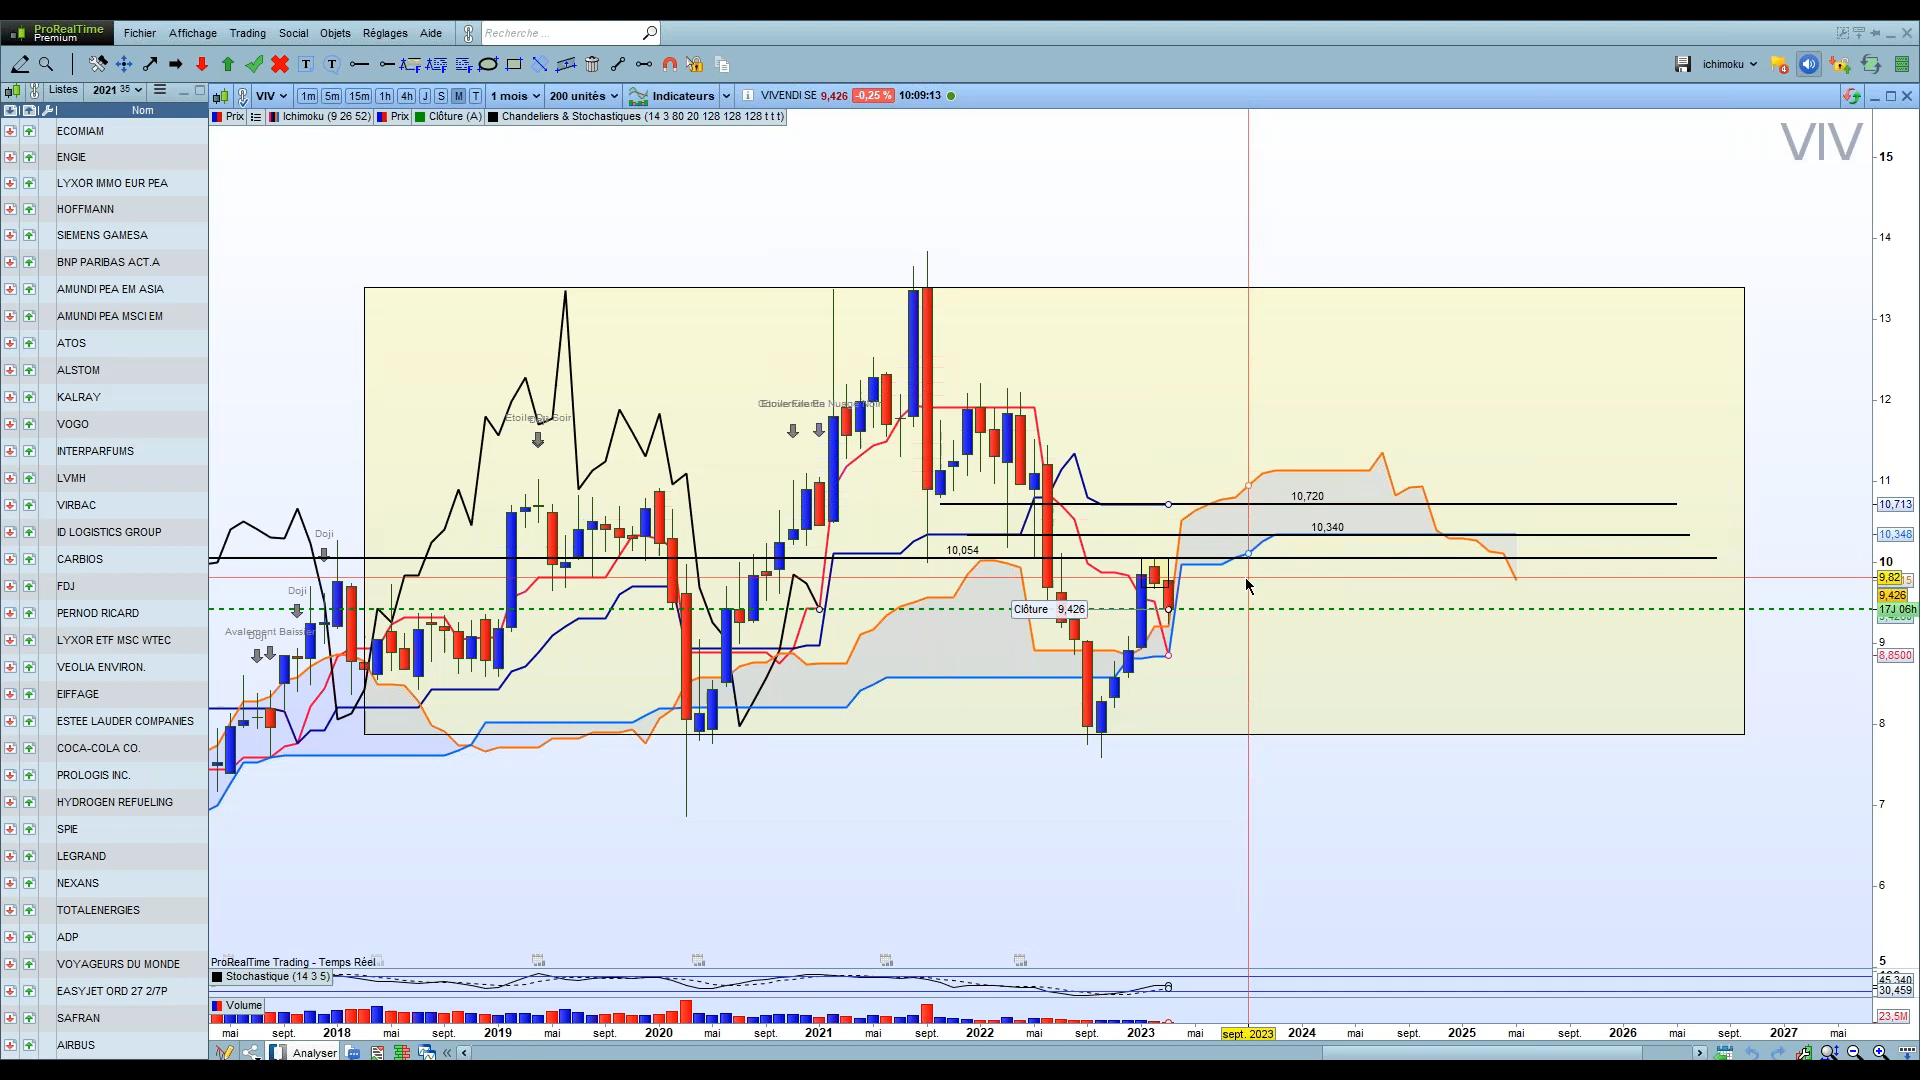 ProRealTime
Premium
Fichier Affichage Trading Social Objets Réglages Aide
Recherche ...
T T
ichimoku
4
Listes 2021 35
VIV 1m 5m 15m 1h 4h J S M T 1 mois 200 unités Indicateurs VIVENDI SE 9,426 -0,25 % 10:09:13
Nom
Prix Ichimoku (9 26 52) Prix Clôture (A) Chandeliers & Stochastiques (14 3 80 20 128 128 128 t t t)
ECOMIAM
ENGIE
LYXOR IMMO EUR PEA
HOFFMANN
SIEMENS GAMESA
BNP PARIBAS ACT.A
AMUNDI PEA EM ASIA
AMUNDI PEA MSCI EM
ATOS
ALSTOM
KALRAY
VOGO
INTERPARFUMS
LVMH
VIRBAC
ID LOGISTICS GROUP
CARBIOS
FDJ
PERNOD RICARD
LYXOR ETF MSC WTEC
VEOLIA ENVIRON.
EIFFAGE
ESTEE LAUDER COMPANIES
COCA-COLA CO.
PROLOGIS INC.
HYDROGEN REFUELING
SPIE
LEGRAND
NEXANS
TOTALENERGIES
ADP
VOYAGEURS DU MONDE
EASYJET ORD 27 2/7P
SAFRAN
AIRBUS
VIV
15
14
13
12
11
10,713
10,348
10
9,82
9,426
17J 06h
9
8,8500
8
7
6
5
45,340
30,459
23,5M
Etoile Du Soir
Doji
Doji
Avalement Baissier
Doji
10,720
10,340
10,054
Clôture 9,426
ProRealTime Trading - Temps Réel
Stochastique (14 3 5)
Volume
mai sept. 2018 mai sept. 2019 mai sept. 2020 mai sept. 2021 mai sept. 2022 mai sept. 2023 mai sept. 2023 2024 mai sept. 2025 mai sept. 2026 mai sept. 2027 mai
Analyser